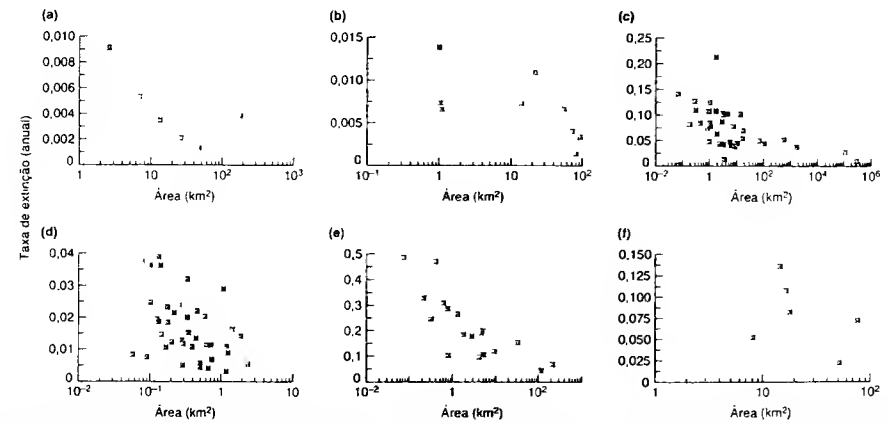 (a)
0,010
0,008
0,006
0,004
0,002
0
1 10¹ 10² 10³
Área (km²)
(b)
0,015
0,010
0,005
0
10⁻¹ 1 10 10²
Área (km²)
(c)
0,25
0,20
0,15
0,10
0,05
0
10⁻² 1 10² 10⁴ 10⁶
Área (km²)
Taxa de extinção (anual)
(d)
0,04
0,03
0,02
0,01
0
10⁻² 10⁻¹ 1 10
Área (km²)
(e)
0,5
0,4
0,3
0,2
0,1
0
10⁻² 1 10² 10⁴
Área (km²)
(f)
0,150
0,125
0,100
0,075
0,050
0,025
0
1 10 10²
Área (km²)